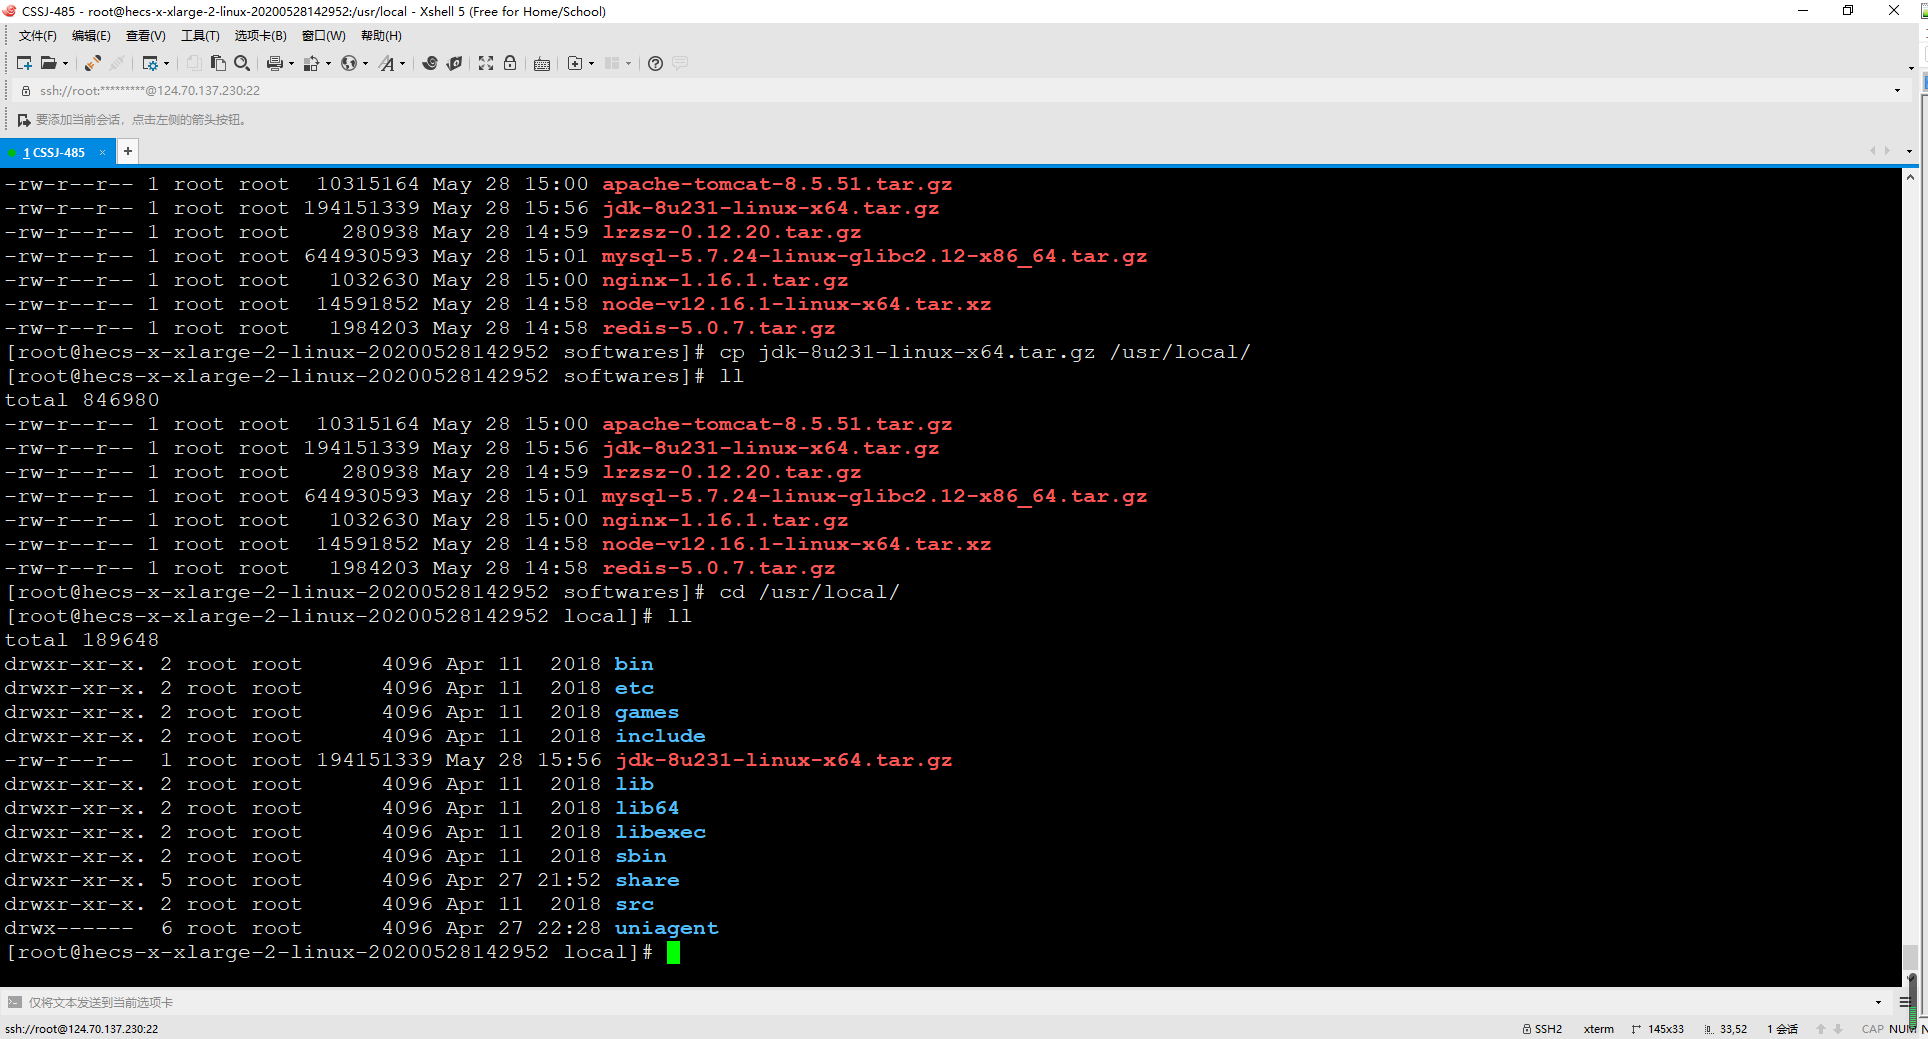 CSSJ-485 - root@hecs-x-xlarge-2-linux-20200528142952:/usr/local - Xshell 5 (Free for Home/School)
文件(F) 编辑(E) 查看(V) 工具(T) 选项卡(B) 窗口(W) 帮助(H)
ssh://root:*********@124.70.137.230:22
要添加当前会话，点击左侧的箭头按钮。
1 CSSJ-485 × +
-rw-r--r-- 1 root root  10315164 May 28 15:00 apache-tomcat-8.5.51.tar.gz
-rw-r--r-- 1 root root 194151339 May 28 15:56 jdk-8u231-linux-x64.tar.gz
-rw-r--r-- 1 root root    280938 May 28 14:59 lrzsz-0.12.20.tar.gz
-rw-r--r-- 1 root root 644930593 May 28 15:01 mysql-5.7.24-linux-glibc2.12-x86_64.tar.gz
-rw-r--r-- 1 root root   1032630 May 28 15:00 nginx-1.16.1.tar.gz
-rw-r--r-- 1 root root  14591852 May 28 14:58 node-v12.16.1-linux-x64.tar.xz
-rw-r--r-- 1 root root   1984203 May 28 14:58 redis-5.0.7.tar.gz
[root@hecs-x-xlarge-2-linux-20200528142952 softwares]# cp jdk-8u231-linux-x64.tar.gz /usr/local/
[root@hecs-x-xlarge-2-linux-20200528142952 softwares]# ll
total 846980
-rw-r--r-- 1 root root  10315164 May 28 15:00 apache-tomcat-8.5.51.tar.gz
-rw-r--r-- 1 root root 194151339 May 28 15:56 jdk-8u231-linux-x64.tar.gz
-rw-r--r-- 1 root root    280938 May 28 14:59 lrzsz-0.12.20.tar.gz
-rw-r--r-- 1 root root 644930593 May 28 15:01 mysql-5.7.24-linux-glibc2.12-x86_64.tar.gz
-rw-r--r-- 1 root root   1032630 May 28 15:00 nginx-1.16.1.tar.gz
-rw-r--r-- 1 root root  14591852 May 28 14:58 node-v12.16.1-linux-x64.tar.xz
-rw-r--r-- 1 root root   1984203 May 28 14:58 redis-5.0.7.tar.gz
[root@hecs-x-xlarge-2-linux-20200528142952 softwares]# cd /usr/local/
[root@hecs-x-xlarge-2-linux-20200528142952 local]# ll
total 189648
drwxr-xr-x. 2 root root      4096 Apr 11  2018 bin
drwxr-xr-x. 2 root root      4096 Apr 11  2018 etc
drwxr-xr-x. 2 root root      4096 Apr 11  2018 games
drwxr-xr-x. 2 root root      4096 Apr 11  2018 include
-rw-r--r--  1 root root 194151339 May 28 15:56 jdk-8u231-linux-x64.tar.gz
drwxr-xr-x. 2 root root      4096 Apr 11  2018 lib
drwxr-xr-x. 2 root root      4096 Apr 11  2018 lib64
drwxr-xr-x. 2 root root      4096 Apr 11  2018 libexec
drwxr-xr-x. 2 root root      4096 Apr 11  2018 sbin
drwxr-xr-x. 5 root root      4096 Apr 27 21:52 share
drwxr-xr-x. 2 root root      4096 Apr 11  2018 src
drwx------  6 root root      4096 Apr 27 22:28 uniagent
[root@hecs-x-xlarge-2-linux-20200528142952 local]#
仅将文本发送到当前选项卡
ssh://root@124.70.137.230:22 SSH2 xterm 145x33 33,52 1 会话 CAP NUM